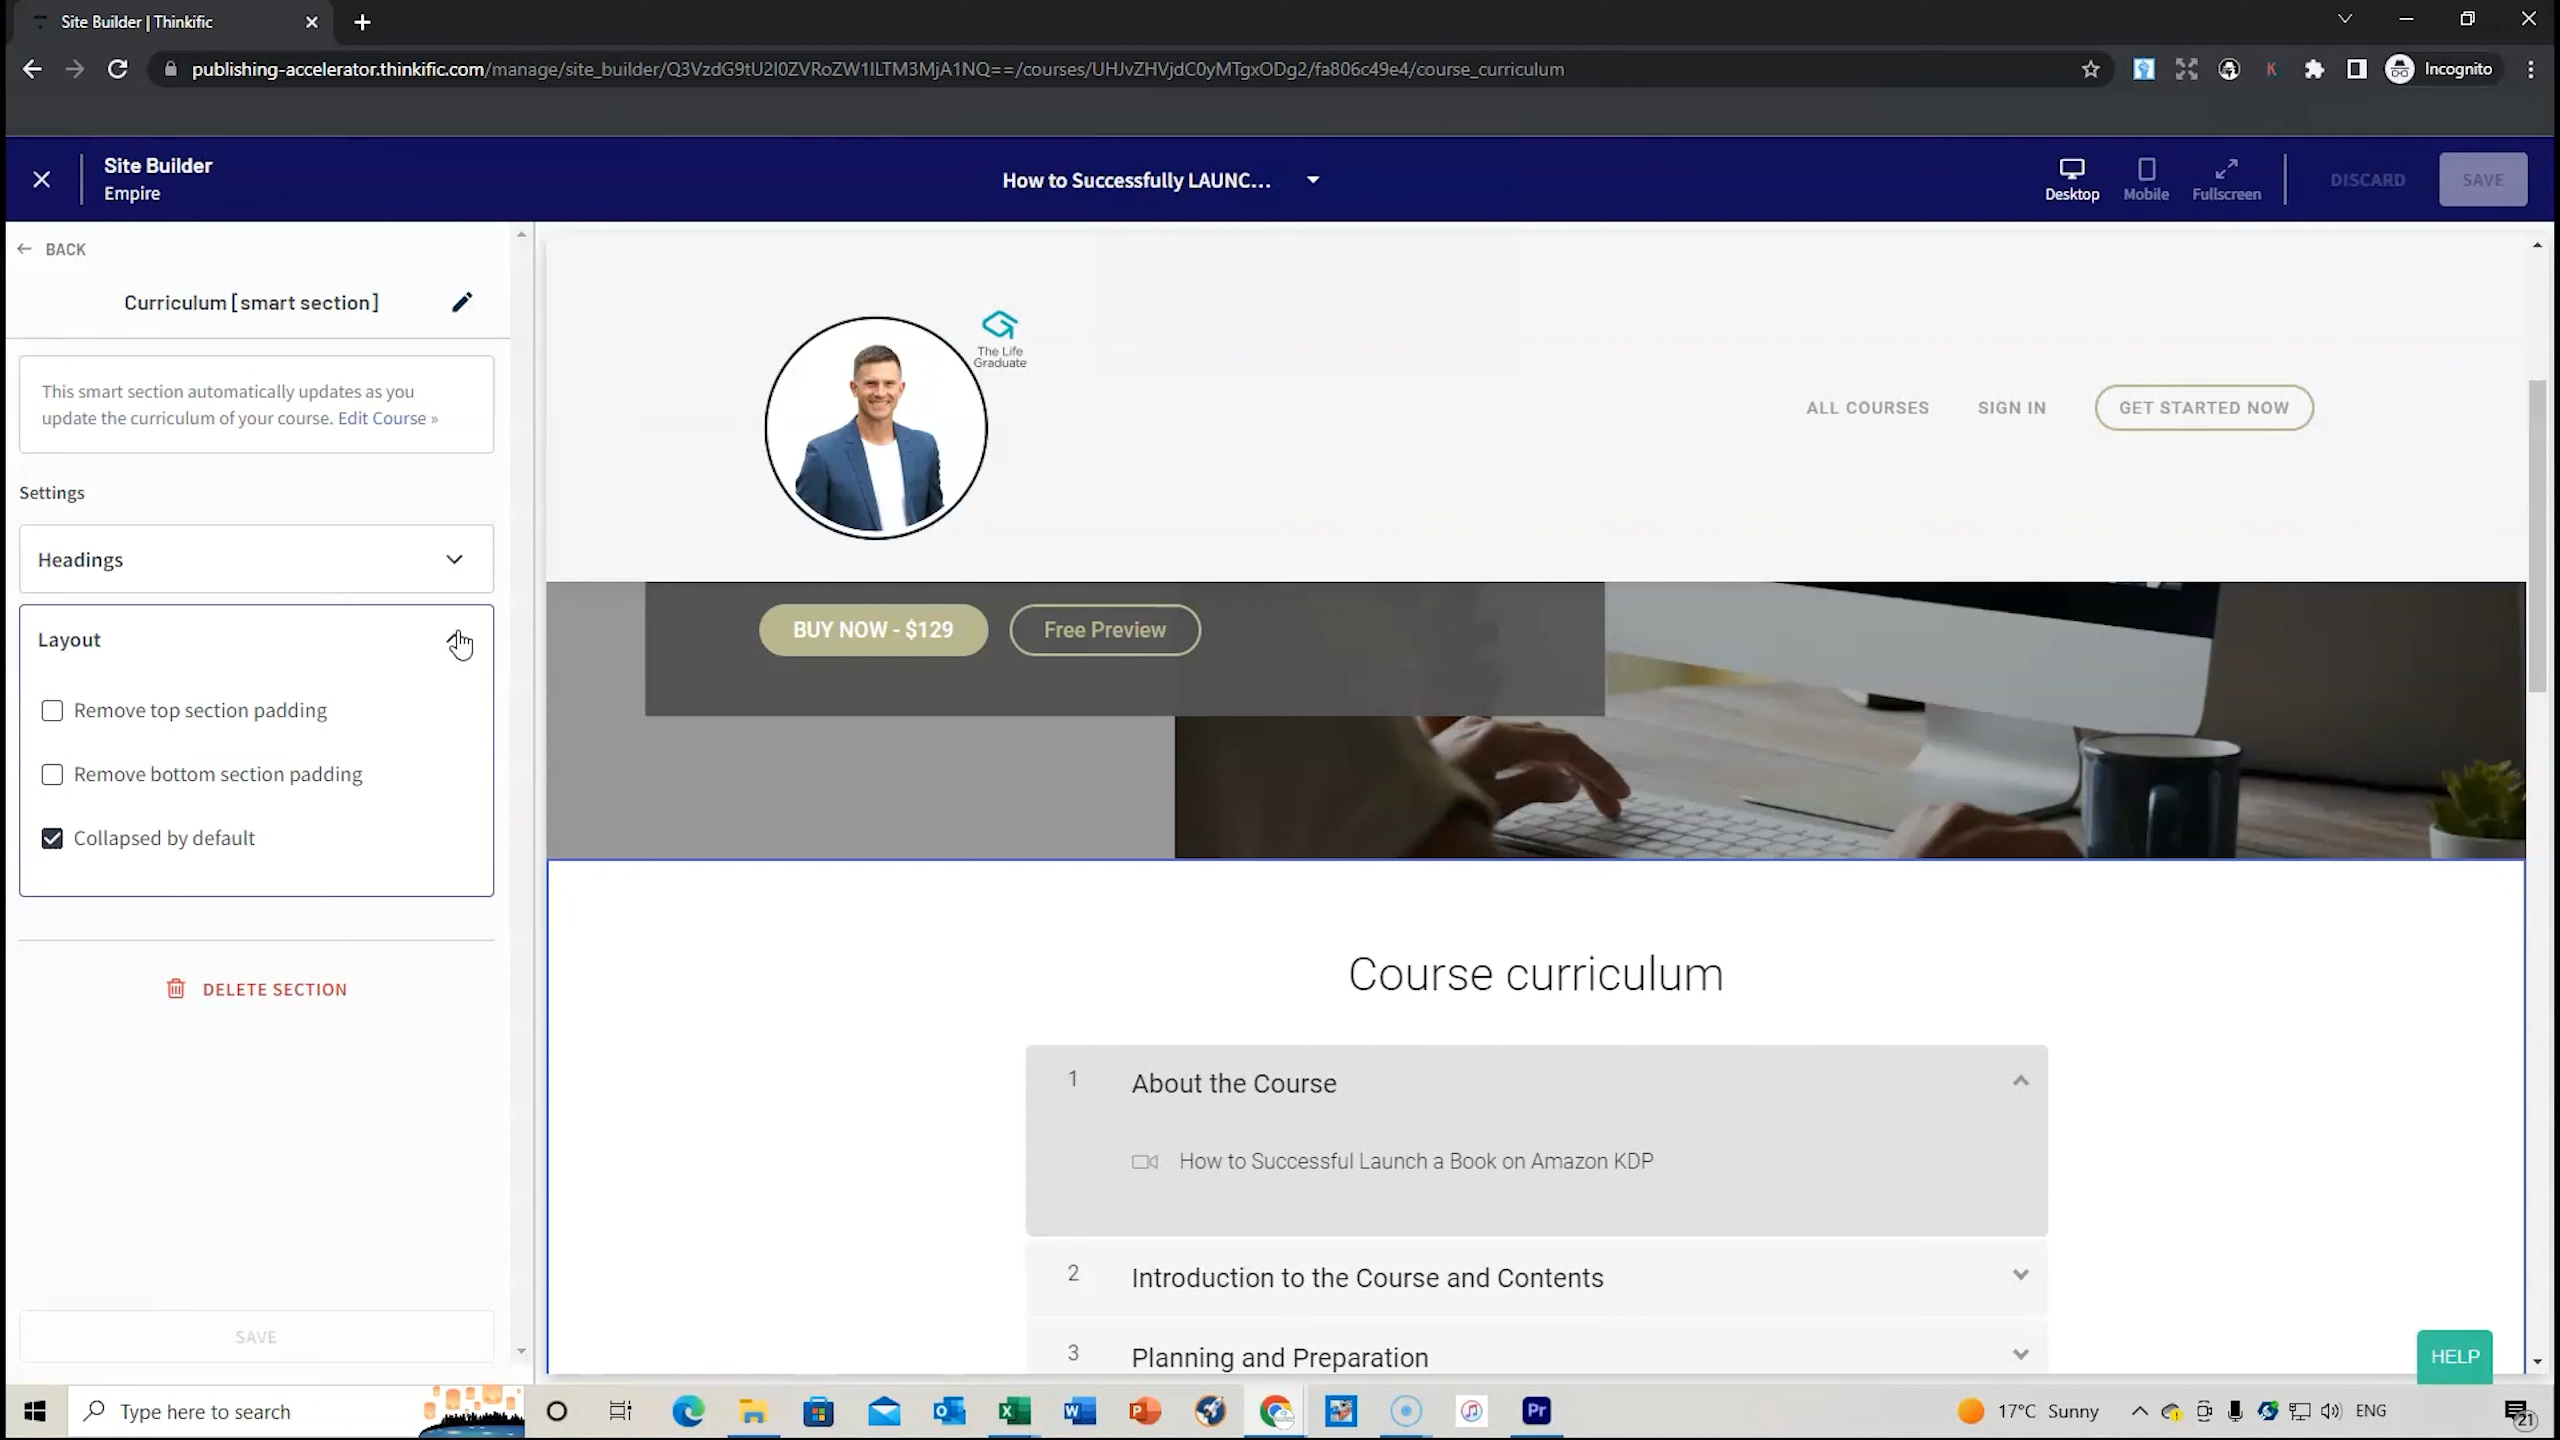 Site Builder | Thinkific
publishing-accelerator.thinkific.com/manage/site_builder/Q3VzdG9tU2l0ZVRoZW1lLTM3MjA1NQ==/courses/UHJvZHVjdC0yMTgxODg2/fa806c49e4/course_curriculum
Incognito
Site Builder
Empire
How to Successfully LAUNC...
Desktop
Mobile
Fullscreen
DISCARD
SAVE
BACK
Curriculum [smart section]
This smart section automatically updates as you
update the curriculum of your course. Edit Course »
Settings
Headings
Layout
Remove top section padding
Remove bottom section padding
Collapsed by default
DELETE SECTION
SAVE
The Life
Graduate
ALL COURSES
SIGN IN
GET STARTED NOW
BUY NOW - $129
Free Preview
Course curriculum
1 About the Course
How to Successful Launch a Book on Amazon KDP
2 Introduction to the Course and Contents
3 Planning and Preparation
HELP
Type here to search
17°C Sunny
ENG
21